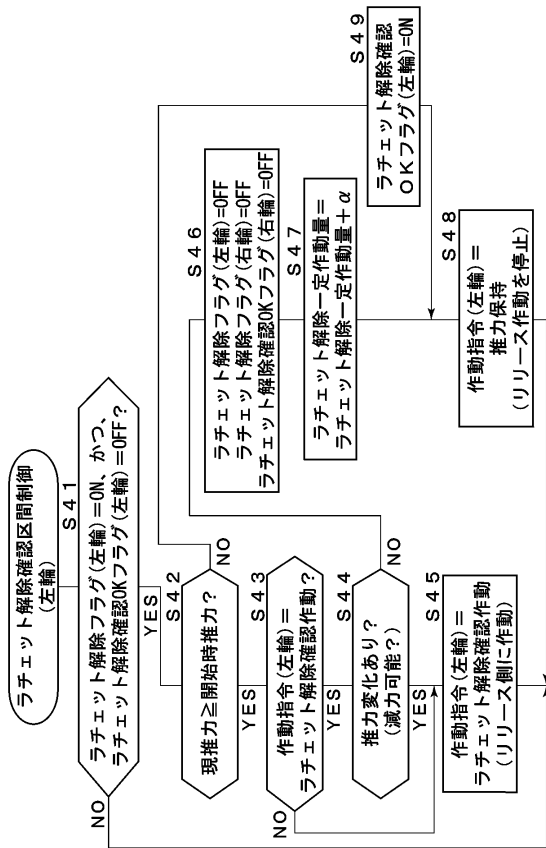 ラチェット解除確認区間制御
(左輪)
S41
ラチェット解除フラグ(左輪)=ON、かつ、
ラチェット解除確認OKフラグ(左輪)=OFF?
NO
YES
S42
現推力≧開始時推力?
NO
YES
S43
作動指令(左輪)=
ラチェット解除確認作動?
NO
YES
S44
推力変化あり?
(減力可能?)
NO
YES
S45
作動指令(左輪)=
ラチェット解除確認作動
(リリース側に作動)
S46
ラチェット解除フラグ(左輪)=OFF
ラチェット解除フラグ(右輪)=OFF
ラチェット解除確認OKフラグ(右輪)=OFF
S47
ラチェット解除一定作動量=
ラチェット解除一定作動量+α
S48
作動指令(左輪)=
推力保持
(リリース作動を停止)
S49
ラチェット解除確認
OKフラグ(左輪)=ON